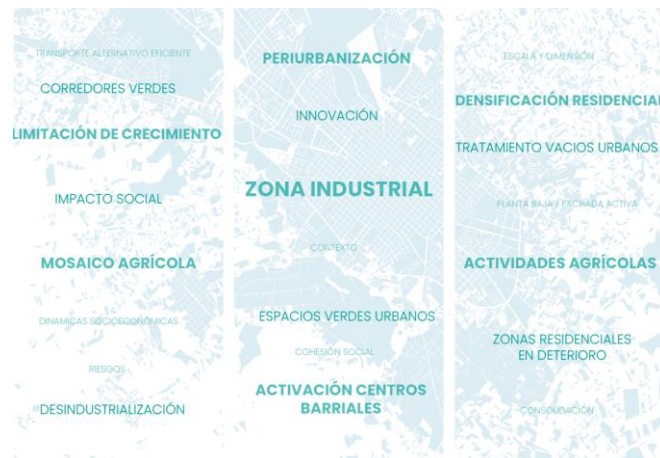 TRANSPORTE ALTERNATIVO EFICIENTE
CORREDORES VERDES
LIMITACIÓN DE CRECIMIENTO
IMPACTO SOCIAL
MOSAICO AGRÍCOLA
DINÁMICAS SOCIOECONÓMICAS
RIESGOS
DESINDUSTRIALIZACIÓN
PERIURBANIZACIÓN
INNOVACIÓN
ZONA INDUSTRIAL
CONTEXTO
ESPACIOS VERDES URBANOS
COHESIÓN SOCIAL
ACTIVACIÓN CENTROS
BARRIALES
ESCALA Y DIMENSIÓN
DENSIFICACIÓN RESIDENCIAL
TRATAMIENTO VACIOS URBANOS
PLANTA BAJA / FACHADA ACTIVA
ACTIVIDADES AGRÍCOLAS
ZONAS RESIDENCIALES
EN DETERIORO
CONSOLIDACIÓN